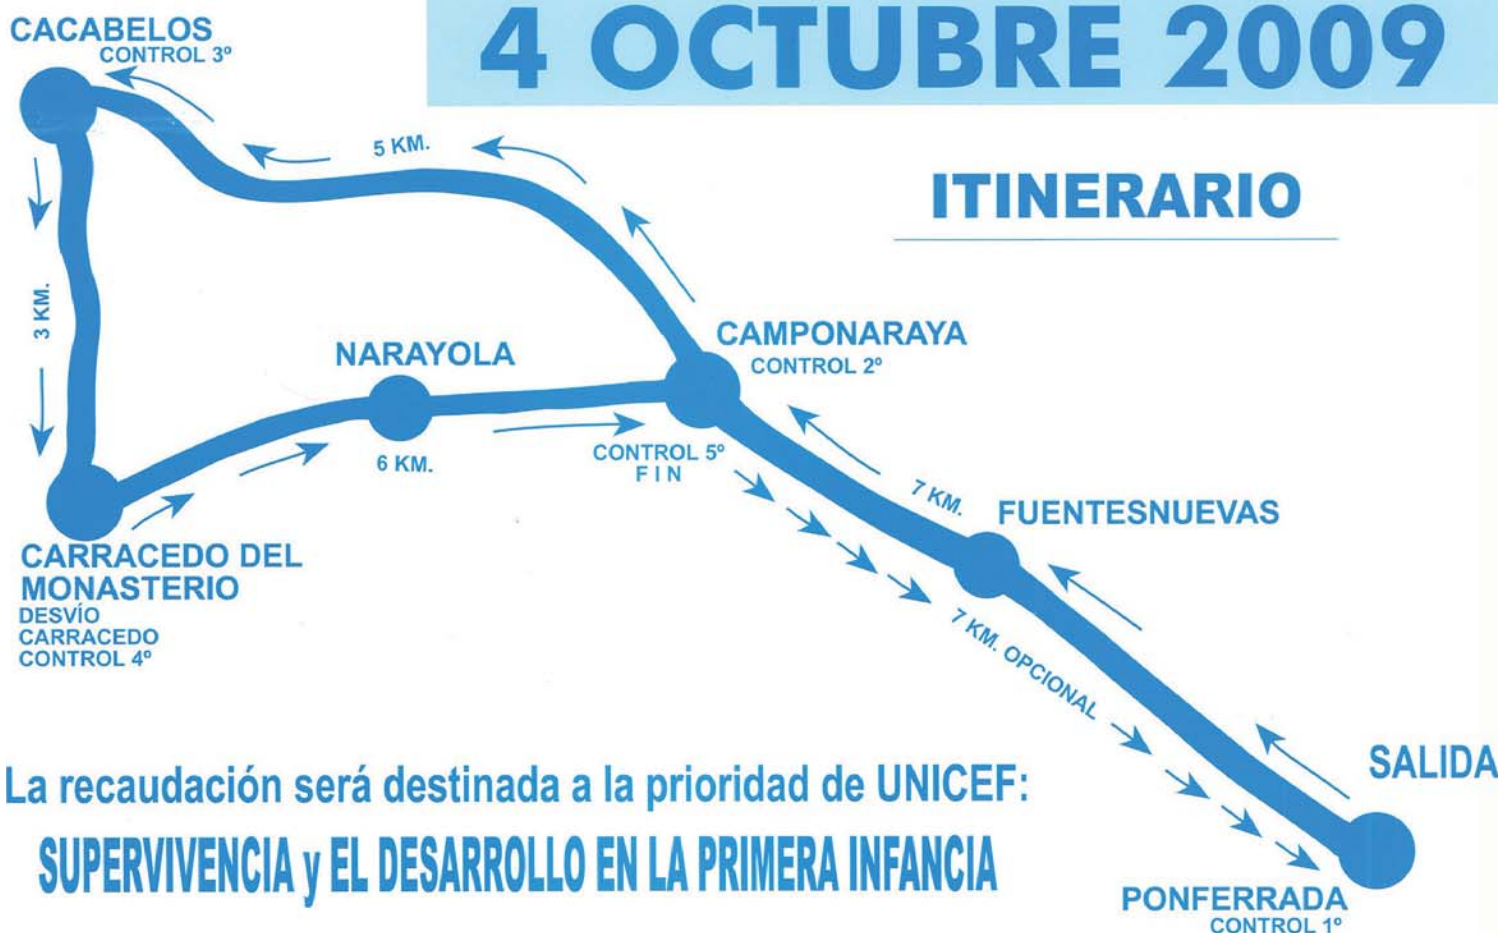 4 OCTUBRE 2009
CACABELOS
CONTROL 3º
5 KM.
ITINERARIO
3 KM.
NARAYOLA
CAMPONARAYA
CONTROL 2º
6 KM.
CONTROL 5º
FIN
7 KM.
FUENTESNUEVAS
CARRACEDO DEL
MONASTERIO
DESVÍO
CARRACEDO
CONTROL 4º
7 KM. OPCIONAL
SALIDA
La recaudación será destinada a la prioridad de UNICEF:
SUPERVIVENCIA y EL DESARROLLO EN LA PRIMERA INFANCIA
PONFERRADA
CONTROL 1º